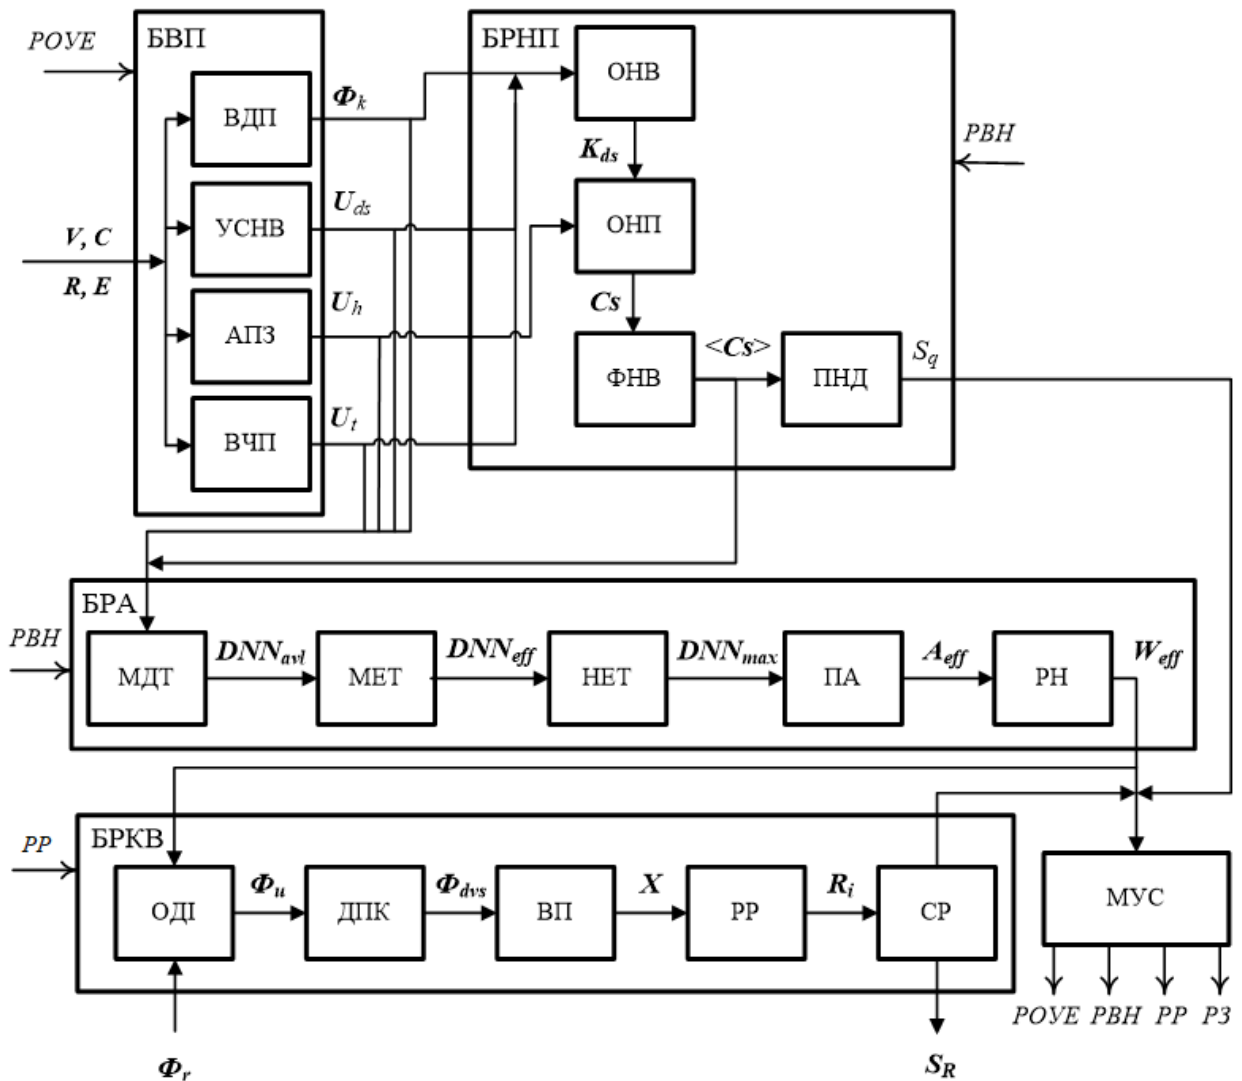 РОУЕ
БВП
БРНП
ВДП
Φk
ОНВ
РВН
Kds
УСНВ
Uds
ОНП
V, C
R, E
Uh
Cs
АПЗ
ФНВ
<Cs>
ПНД
Sq
ВЧП
Ut
БРА
РВН
МДТ
DNNavl
МЕТ
DNNeff
НЕТ
DNNmax
ПА
Aeff
РН
Weff
РР
БРКВ
ОДІ
Φu
ДПК
Φdvs
ВП
X
РР
Ri
СР
МУС
РОУЕ
РВН
РР
РЗ
Φr
SR